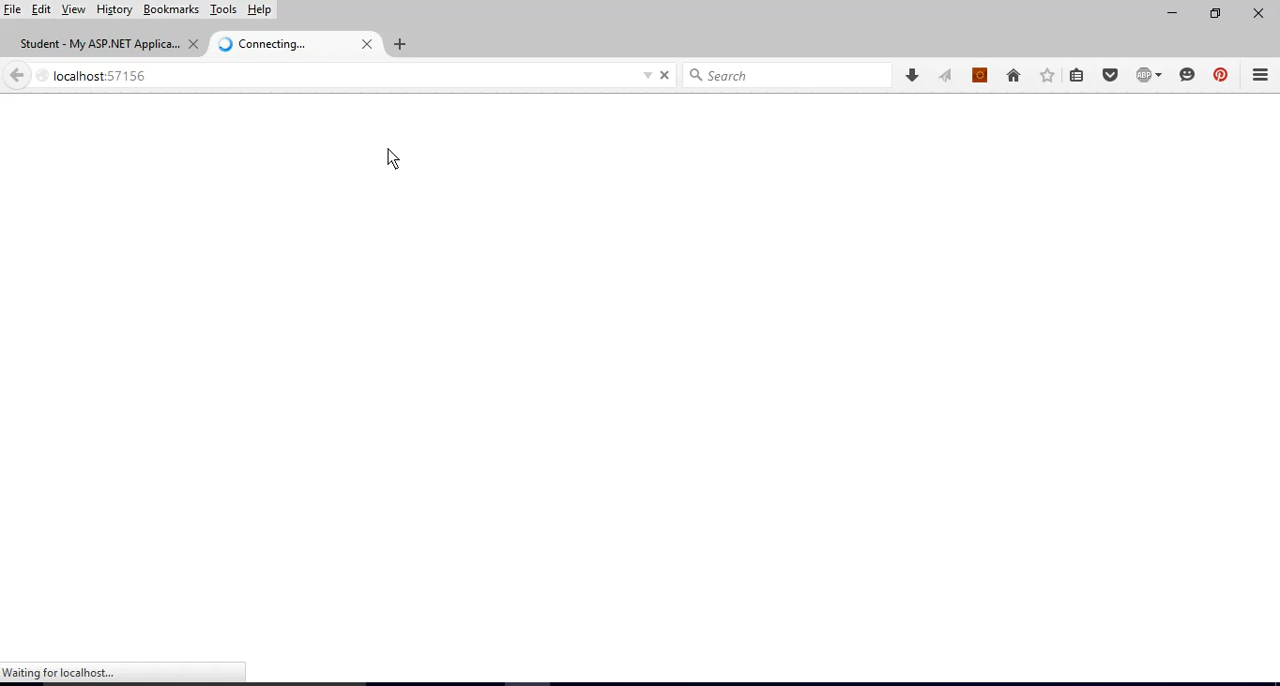 File Edit View History Bookmarks Tools Help
Student - My ASP.NET Applica... Connecting...
localhost:57156 Search ABP
Waiting for localhost...